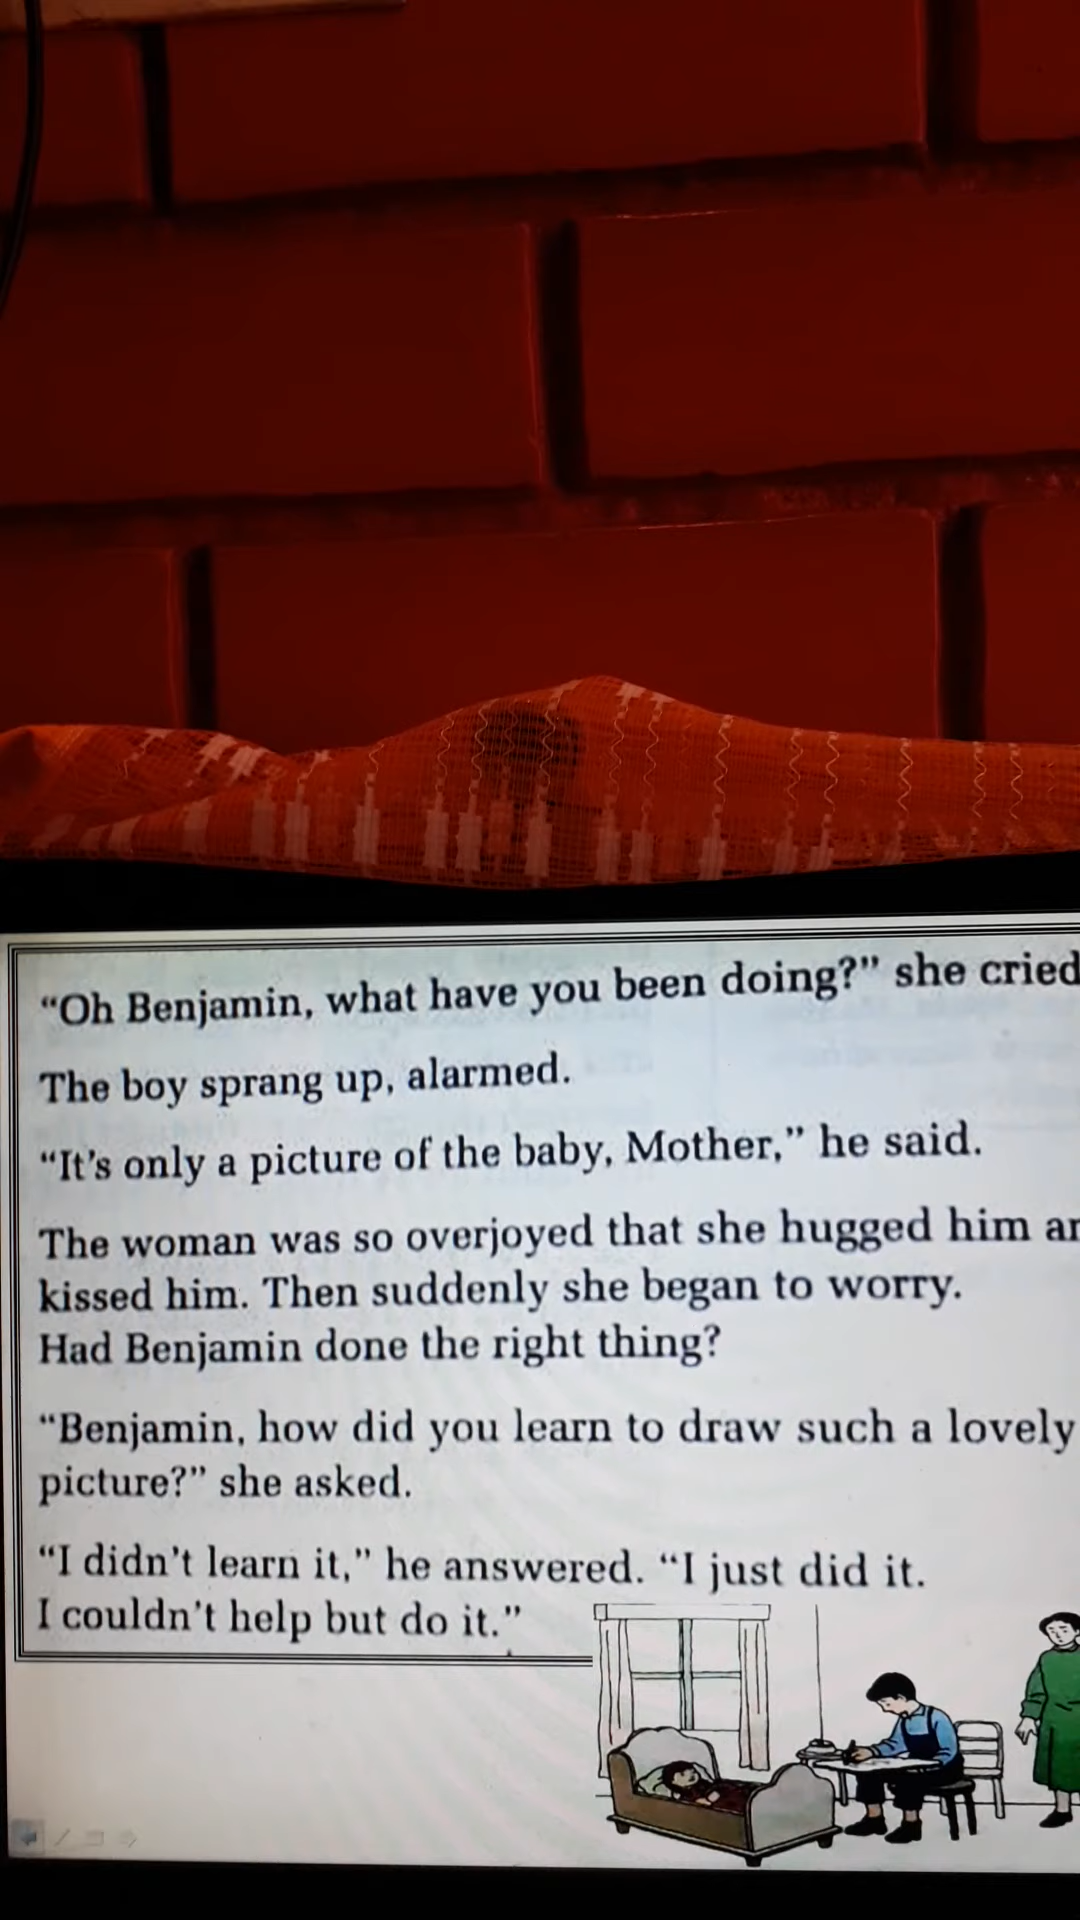 “Oh Benjamin, what have you been doing?” she cried
The boy sprang up, alarmed.
“It’s only a picture of the baby, Mother,” he said.
The woman was so overjoyed that she hugged him
kissed him. Then suddenly she began to worry.
Had Benjamin done the right thing?
“Benjamin, how did you learn to draw such a lovely
picture?” she asked.
“I didn’t learn it,” he answered. “I just did it.
I couldn’t help but do it.”